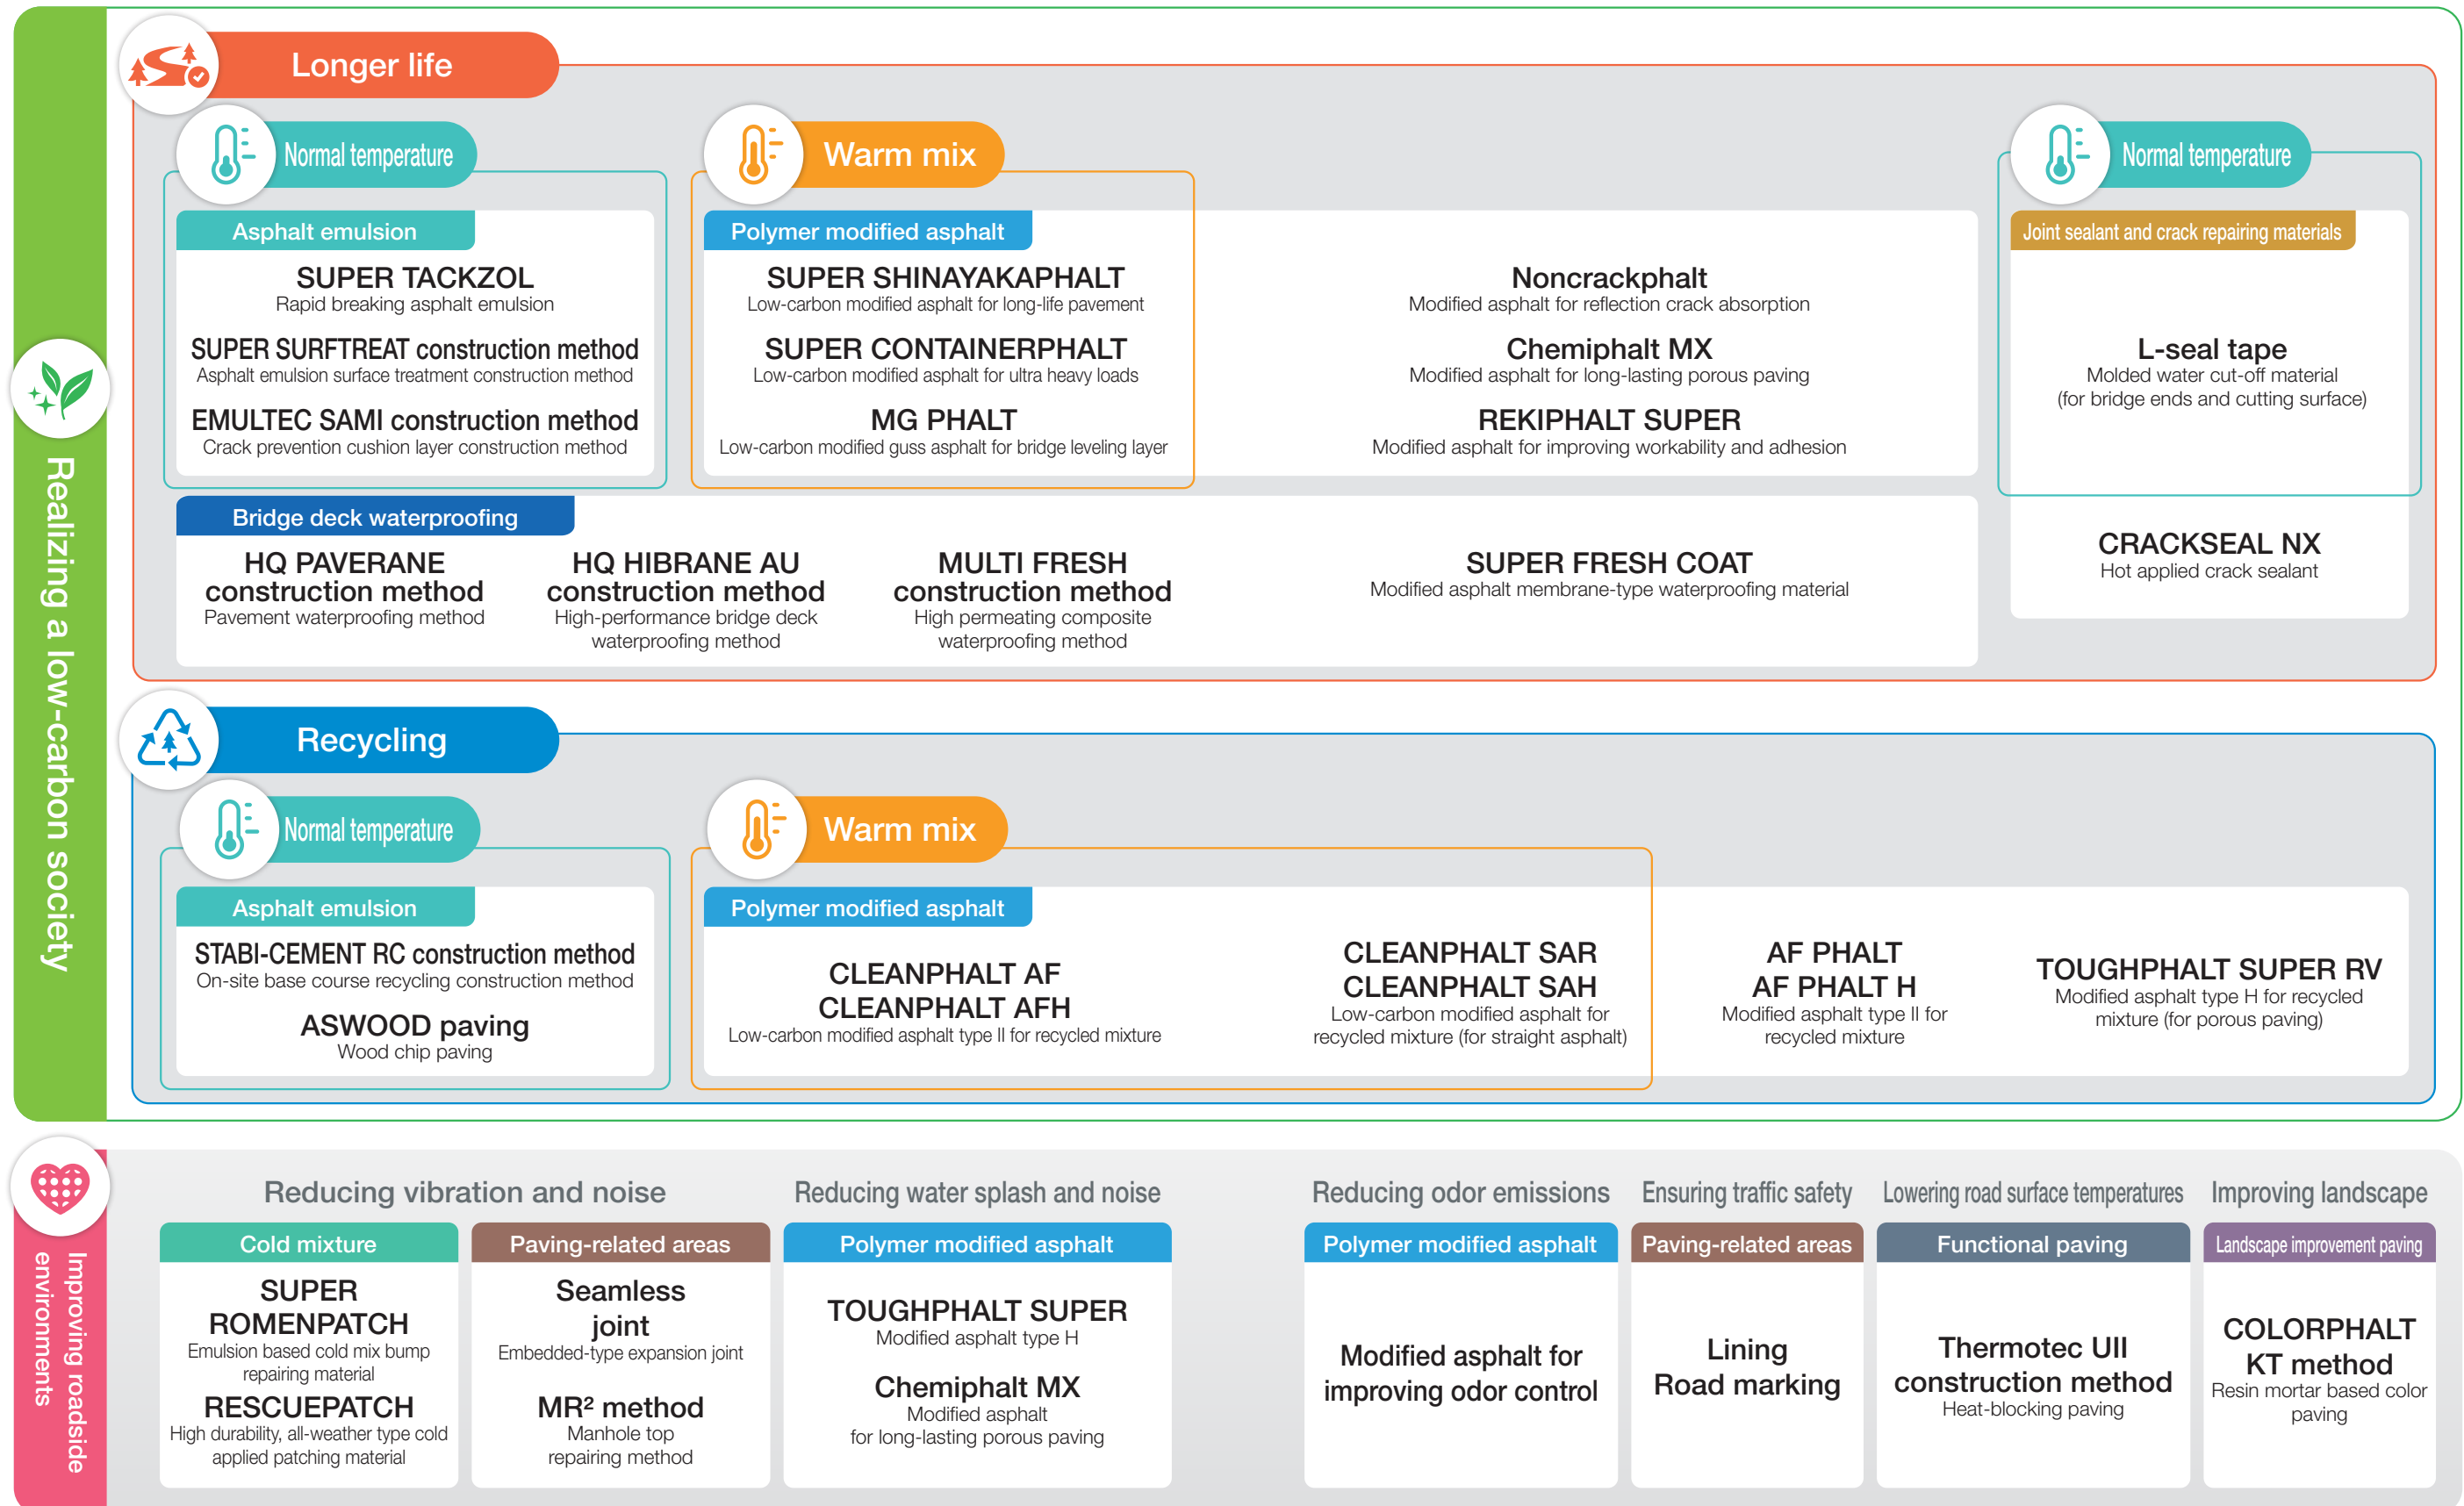 Realizing a low-carbon society
Longer life
Normal temperature
Asphalt emulsion
SUPER TACKZOL
Rapid breaking asphalt emulsion
SUPER SURFTREAT construction method
Asphalt emulsion surface treatment construction method
EMULTEC SAMI construction method
Crack prevention cushion layer construction method
Warm mix
Polymer modified asphalt
SUPER SHINAYAKAPHALT
Low-carbon modified asphalt for long-life pavement
SUPER CONTAINERPHALT
Low-carbon modified asphalt for ultra heavy loads
MG PHALT
Low-carbon modified guss asphalt for bridge leveling layer
Noncrackphalt
Modified asphalt for reflection crack absorption
Chemiphalt MX
Modified asphalt for long-lasting porous paving
REKIPHALT SUPER
Modified asphalt for improving workability and adhesion
Normal temperature
Joint sealant and crack repairing materials
L-seal tape
Molded water cut-off material
(for bridge ends and cutting surface)
CRACKSEAL NX
Hot applied crack sealant
Bridge deck waterproofing
HQ PAVERANE
construction method
Pavement waterproofing method
HQ HIBRANE AU
construction method
High-performance bridge deck
waterproofing method
MULTI FRESH
construction method
High permeating composite
waterproofing method
SUPER FRESH COAT
Modified asphalt membrane-type waterproofing material
Recycling
Normal temperature
Asphalt emulsion
STABI-CEMENT RC construction method
On-site base course recycling construction method
ASWOOD paving
Wood chip paving
Warm mix
Polymer modified asphalt
CLEANPHALT AF
CLEANPHALT AFH
Low-carbon modified asphalt type II for recycled mixture
CLEANPHALT SAR
CLEANPHALT SAH
Low-carbon modified asphalt for
recycled mixture (for straight asphalt)
AF PHALT
AF PHALT H
Modified asphalt type II for
recycled mixture
TOUGHPHALT SUPER RV
Modified asphalt type H for recycled
mixture (for porous paving)
Improving roadside
environments
Reducing vibration and noise
Cold mixture
SUPER
ROMENPATCH
Emulsion based cold mix bump
repairing material
RESCUEPATCH
High durability, all-weather type cold
applied patching material
Paving-related areas
Seamless
joint
Embedded-type expansion joint
MR² method
Manhole top
repairing method
Reducing water splash and noise
Polymer modified asphalt
TOUGHPHALT SUPER
Modified asphalt type H
Chemiphalt MX
Modified asphalt
for long-lasting porous paving
Reducing odor emissions
Polymer modified asphalt
Modified asphalt for
improving odor control
Ensuring traffic safety
Paving-related areas
Lining
Road marking
Lowering road surface temperatures
Functional paving
Thermotec UII
construction method
Heat-blocking paving
Improving landscape
Landscape improvement paving
COLORPHALT
KT method
Resin mortar based color
paving